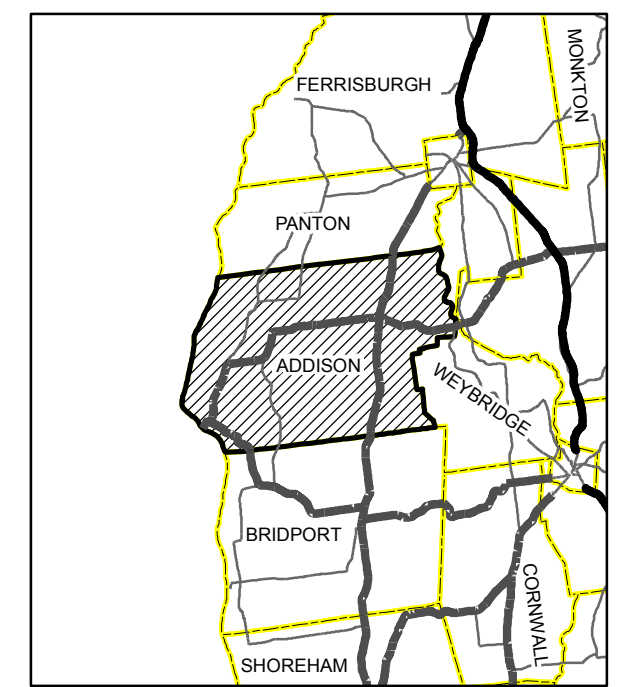 FERRISBURGH
MONKTON
PANTON
ADDISON
WEYBRIDGE
BRIDPORT
CORNWALL
SHOREHAM